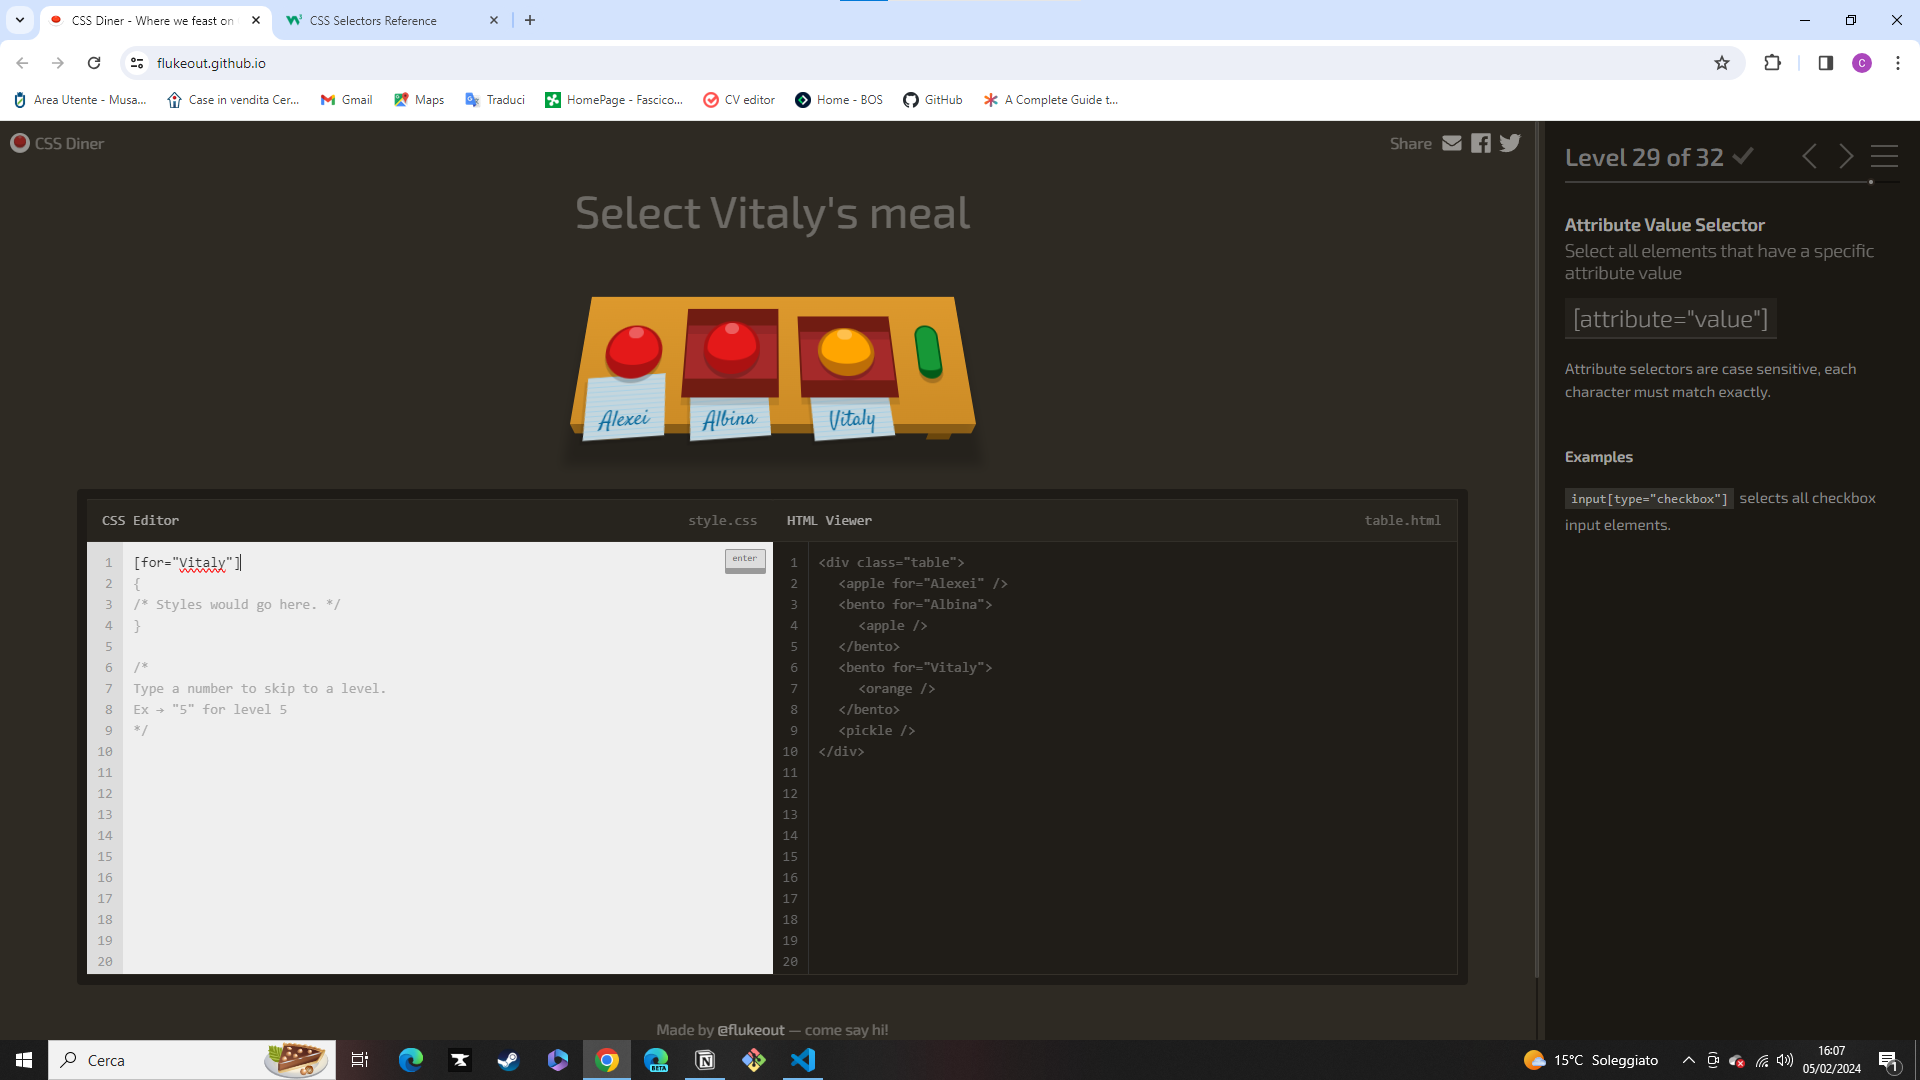 CSS Diner - Where we feast on
CSS Selectors Reference
flukeout.github.io
C
Area Utente - Musa...
Case in vendita Cer...
Gmail
Maps
Traduci
HomePage - Fascico...
CV editor
Home - BOS
GitHub
A Complete Guide t...
CSS Diner
Share
Select Vitaly's meal
Alexei
Albina
Vitaly
CSS Editor
style.css
enter
1 [for="Vitaly"]
2 {
3 /* Styles would go here. */
4 }
5
6 /*
7 Type a number to skip to a level.
8 Ex → "5" for level 5
9 */
10
11
12
13
14
15
16
17
18
19
20
HTML Viewer
table.html
1 <div class="table">
2 <apple for="Alexei" />
3 <bento for="Albina">
4 <apple />
5 </bento>
6 <bento for="Vitaly">
7 <orange />
8 </bento>
9 <pickle />
10 </div>
11
12
13
14
15
16
17
18
19
20
Made by @flukeout — come say hi!
Level 29 of 32
Attribute Value Selector
Select all elements that have a specific
attribute value
[attribute="value"]
Attribute selectors are case sensitive, each
character must match exactly.
Examples
input[type="checkbox"] selects all checkbox
input elements.
Cerca
BETA
15°C Soleggiato
16:07
05/02/2024
1